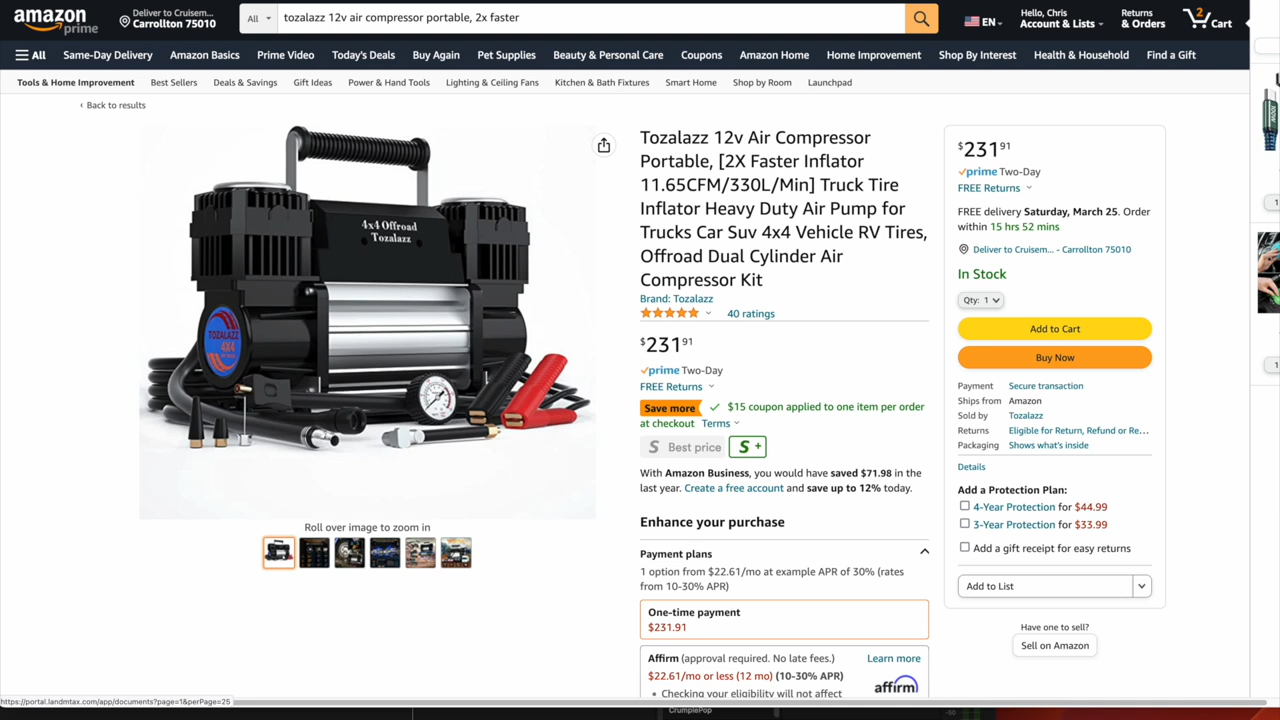 amazon
prime
Deliver to Cruisem...
Carrollton 75010
All
tozalazz 12v air compressor portable, 2x faster
EN
Hello, Chris
Account & Lists
Returns
& Orders
2
Cart
All
Same-Day Delivery
Amazon Basics
Prime Video
Today's Deals
Buy Again
Pet Supplies
Beauty & Personal Care
Coupons
Amazon Home
Home Improvement
Shop By Interest
Health & Household
Find a Gift
Tools & Home Improvement
Best Sellers
Deals & Savings
Gift Ideas
Power & Hand Tools
Lighting & Ceiling Fans
Kitchen & Bath Fixtures
Smart Home
Shop by Room
Launchpad
‹ Back to results
4x4 Offroad
Tozalazz
TOZALAZZ
4X4
Roll over image to zoom in
Tozalazz 12v Air Compressor
Portable, [2X Faster Inflator
11.65CFM/330L/Min] Truck Tire
Inflator Heavy Duty Air Pump for
Trucks Car Suv 4x4 Vehicle RV Tires,
Offroad Dual Cylinder Air
Compressor Kit
Brand: Tozalazz
40 ratings
$231 91
prime Two-Day
FREE Returns
Save more
$15 coupon applied to one item per order
at checkout Terms
S Best price
S +
With Amazon Business, you would have saved $71.98 in the
last year. Create a free account and save up to 12% today.
Enhance your purchase
Payment plans
1 option from $22.61/mo at example APR of 30% (rates
from 10-30% APR)
One-time payment
$231.91
Affirm (approval required. No late fees.)
Learn more
$22.61/mo or less (12 mo) (10-30% APR)
• Checking your eligibility will not affect
affirm
$231 91
prime Two-Day
FREE Returns
FREE delivery Saturday, March 25. Order
within 15 hrs 52 mins
Deliver to Cruisem... - Carrollton 75010
In Stock
Qty: 1
Add to Cart
Buy Now
Payment Secure transaction
Ships from Amazon
Sold by Tozalazz
Returns Eligible for Return, Refund or Re...
Packaging Shows what's inside
Details
Add a Protection Plan:
4-Year Protection for $44.99
3-Year Protection for $33.99
Add a gift receipt for easy returns
Add to List
Have one to sell?
Sell on Amazon
https://portal.landmtax.com/app/documents?page=1&perPage=25
CrumplePop
-50